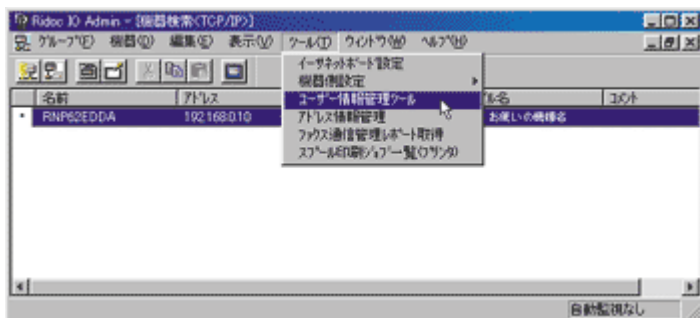 Ridoc IO Admin - [機器検索(TCP/IP)]
グループ(E) 機器(D) 編集(E) 表示(V) ツール(T) ウィンドウ(W) ヘルプ(H)
イーサネットボード設定
機器側設定
ユーザー情報管理ツール
アドレス情報管理
ファクス通信管理レポート取得
スプール印刷ジョブ一覧(プリンタ)
名前 アドレス ル名 コメント
RNP62EDDA 192.168.0.10 お使いの機種名
自動監視なし